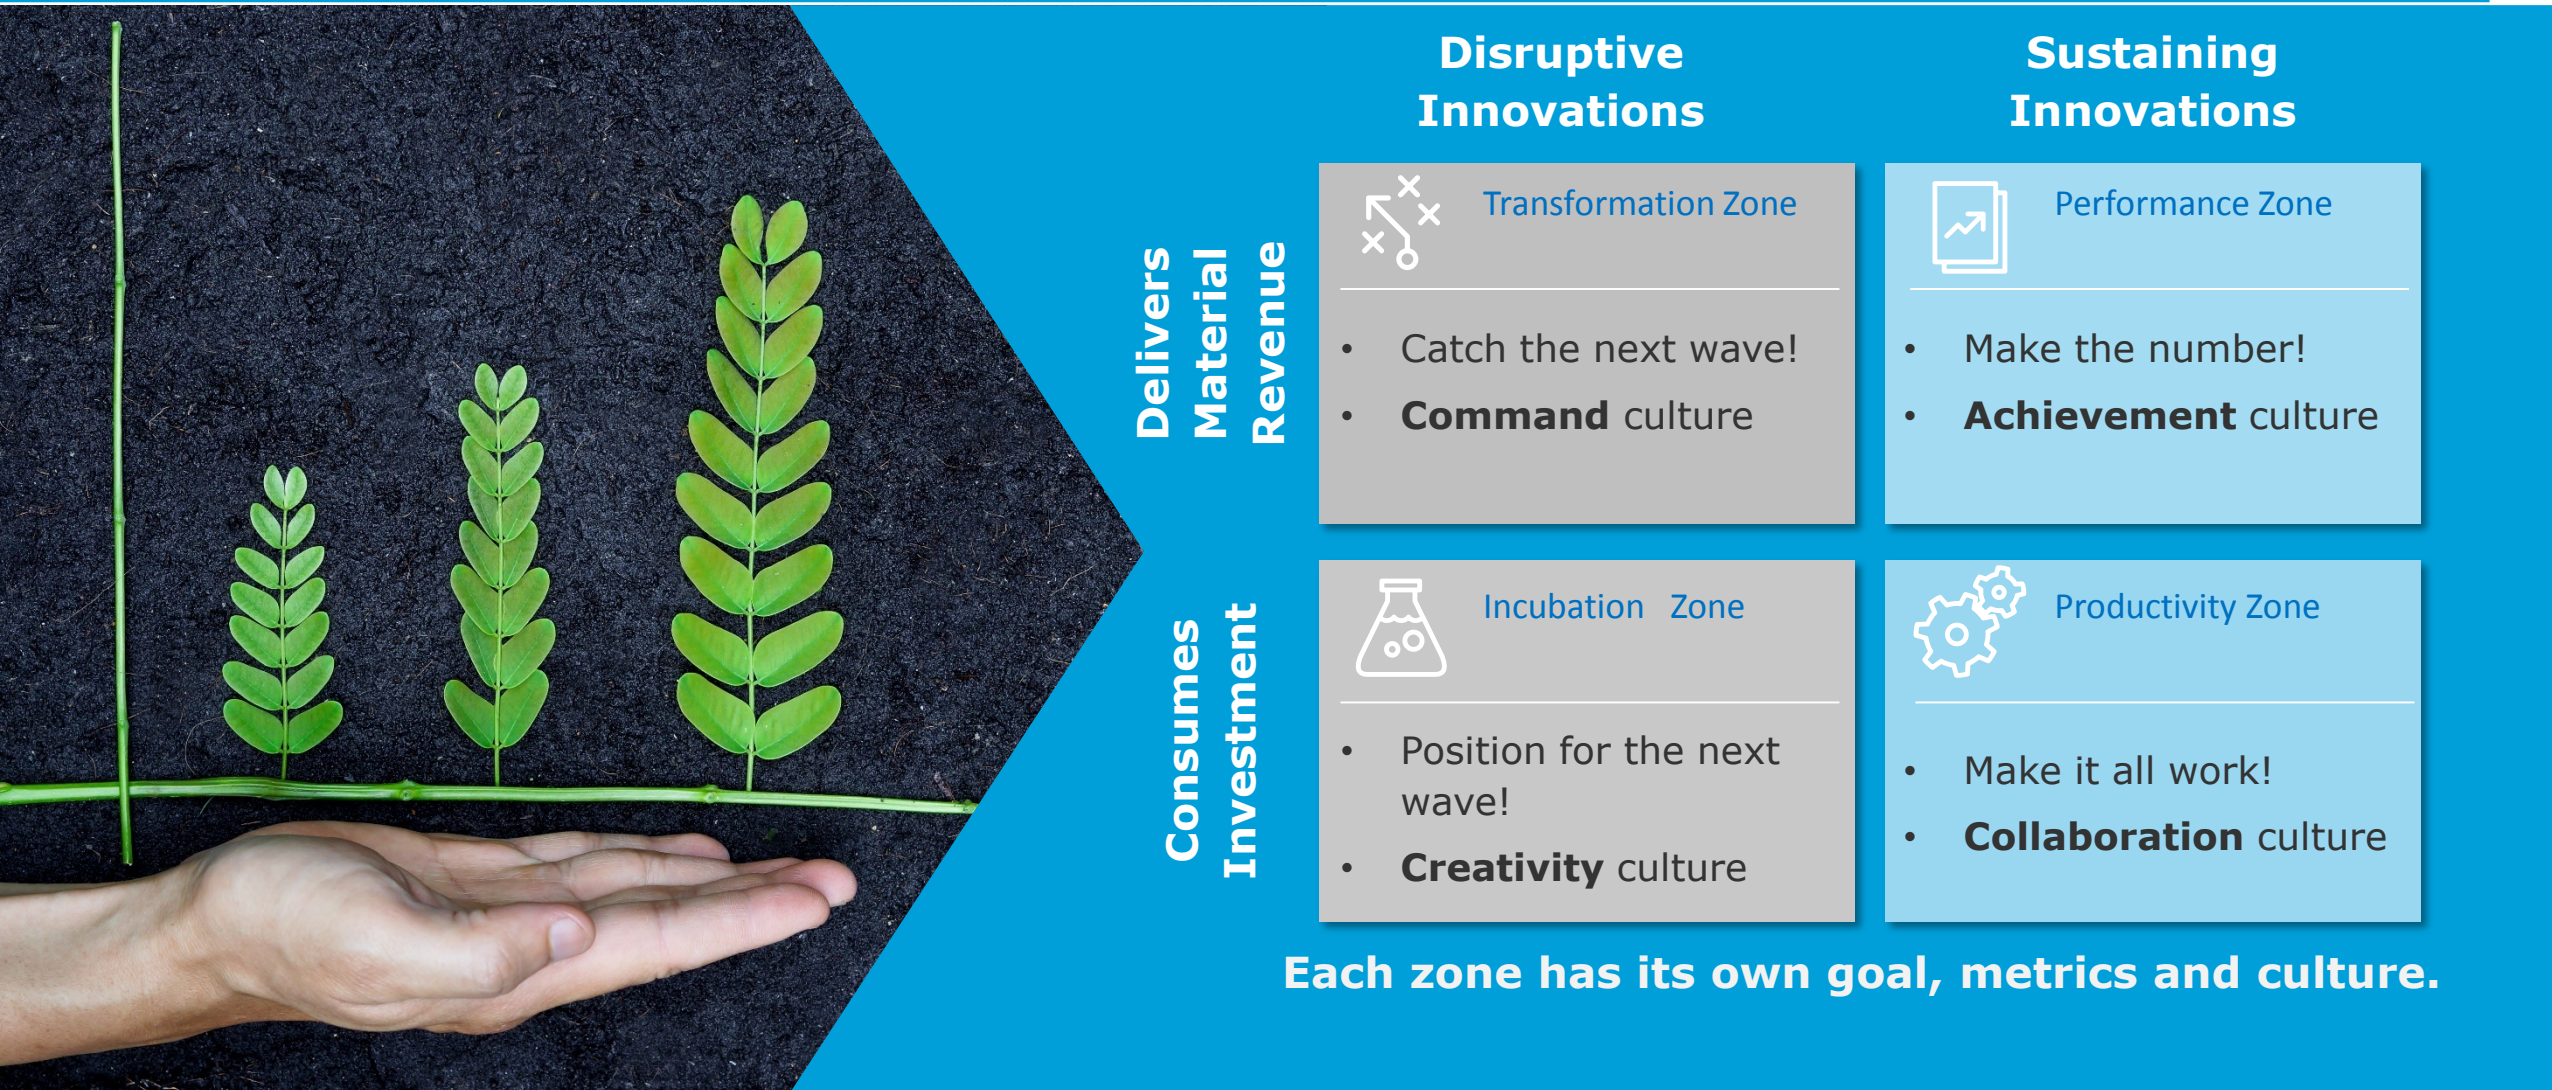 Disruptive
Innovations
Sustaining
Innovations
Delivers
Material
Revenue
Transformation Zone
• Catch the next wave!
• Command culture
Performance Zone
• Make the number!
• Achievement culture
Consumes
Investment
Incubation Zone
• Position for the next
wave!
• Creativity culture
Productivity Zone
• Make it all work!
• Collaboration culture
Each zone has its own goal, metrics and culture.